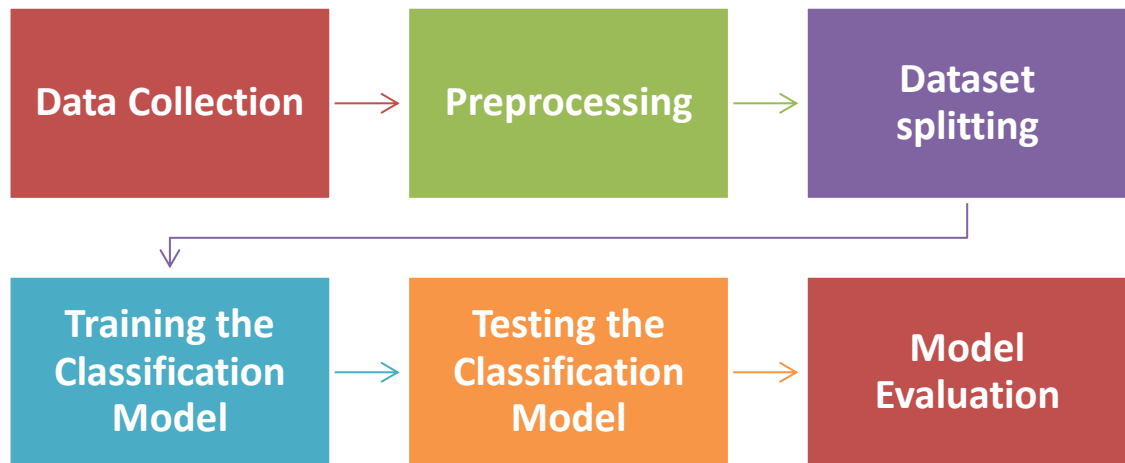 Data Collection
Preprocessing
Dataset
splitting
Training the
Classification
Model
Testing the
Classification
Model
Model
Evaluation